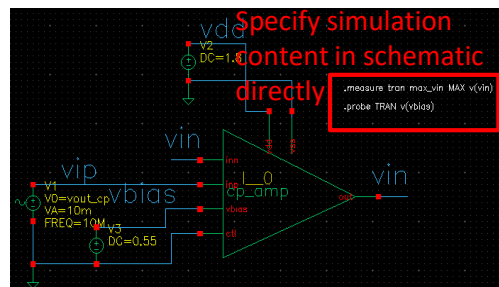 Specify simulation
content in schematic
directly
vdd
V2
DC=1.8
.measure tran max_vin MAX v(vin)
.probe TRAN v(vbias)
vin
inn
vip
inp
I__0
cp_amp
vin
out
V1
VO=vout_cp
VA=10m
FREQ=10M
vbias
vbias
V3
DC=0.55
ctl